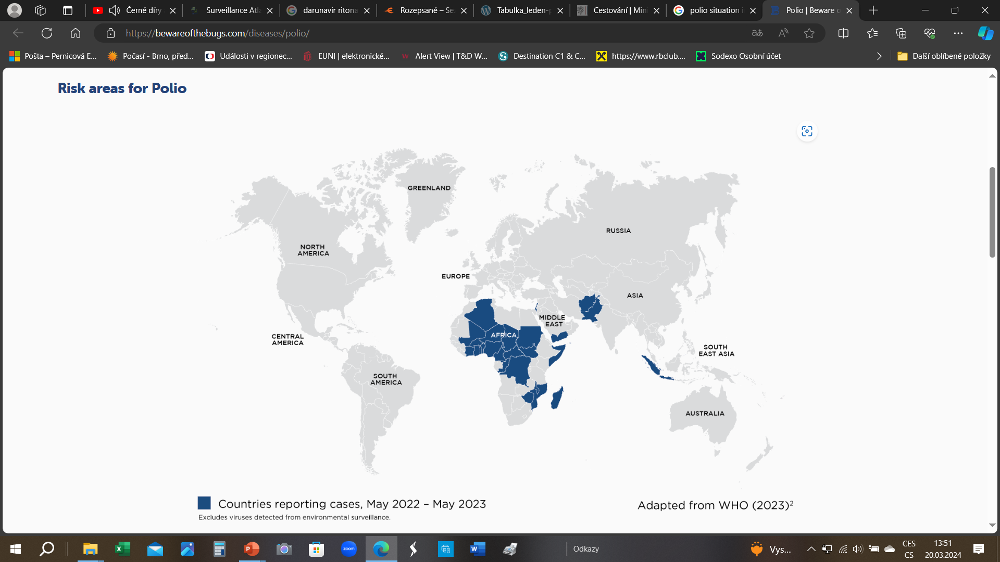 Černé díry
Surveillance Atl
darunavir ritona
Rozepsané – Se
Tabulka_leden-p
Cestování | Mini
polio situation i
Polio | Beware o
https://bewareofthebugs.com/diseases/polio/
Pošta – Pernicová E...
Počasí - Brno, před...
Události v regionec...
EUNI | elektronické...
Alert View | T&D W...
Destination C1 & C...
https://www.rbclub....
Sodexo Osobní účet
Další oblíbené položky
Risk areas for Polio
GREENLAND
RUSSIA
NORTH
AMERICA
EUROPE
ASIA
MIDDLE
EAST
AFRICA
CENTRAL
AMERICA
SOUTH
EAST ASIA
SOUTH
AMERICA
AUSTRALIA
Countries reporting cases, May 2022 – May 2023
Excludes viruses detected from environmental surveillance.
Adapted from WHO (2023)²
zoom
Odkazy
Vys...
CES
CS
13:51
20.03.2024